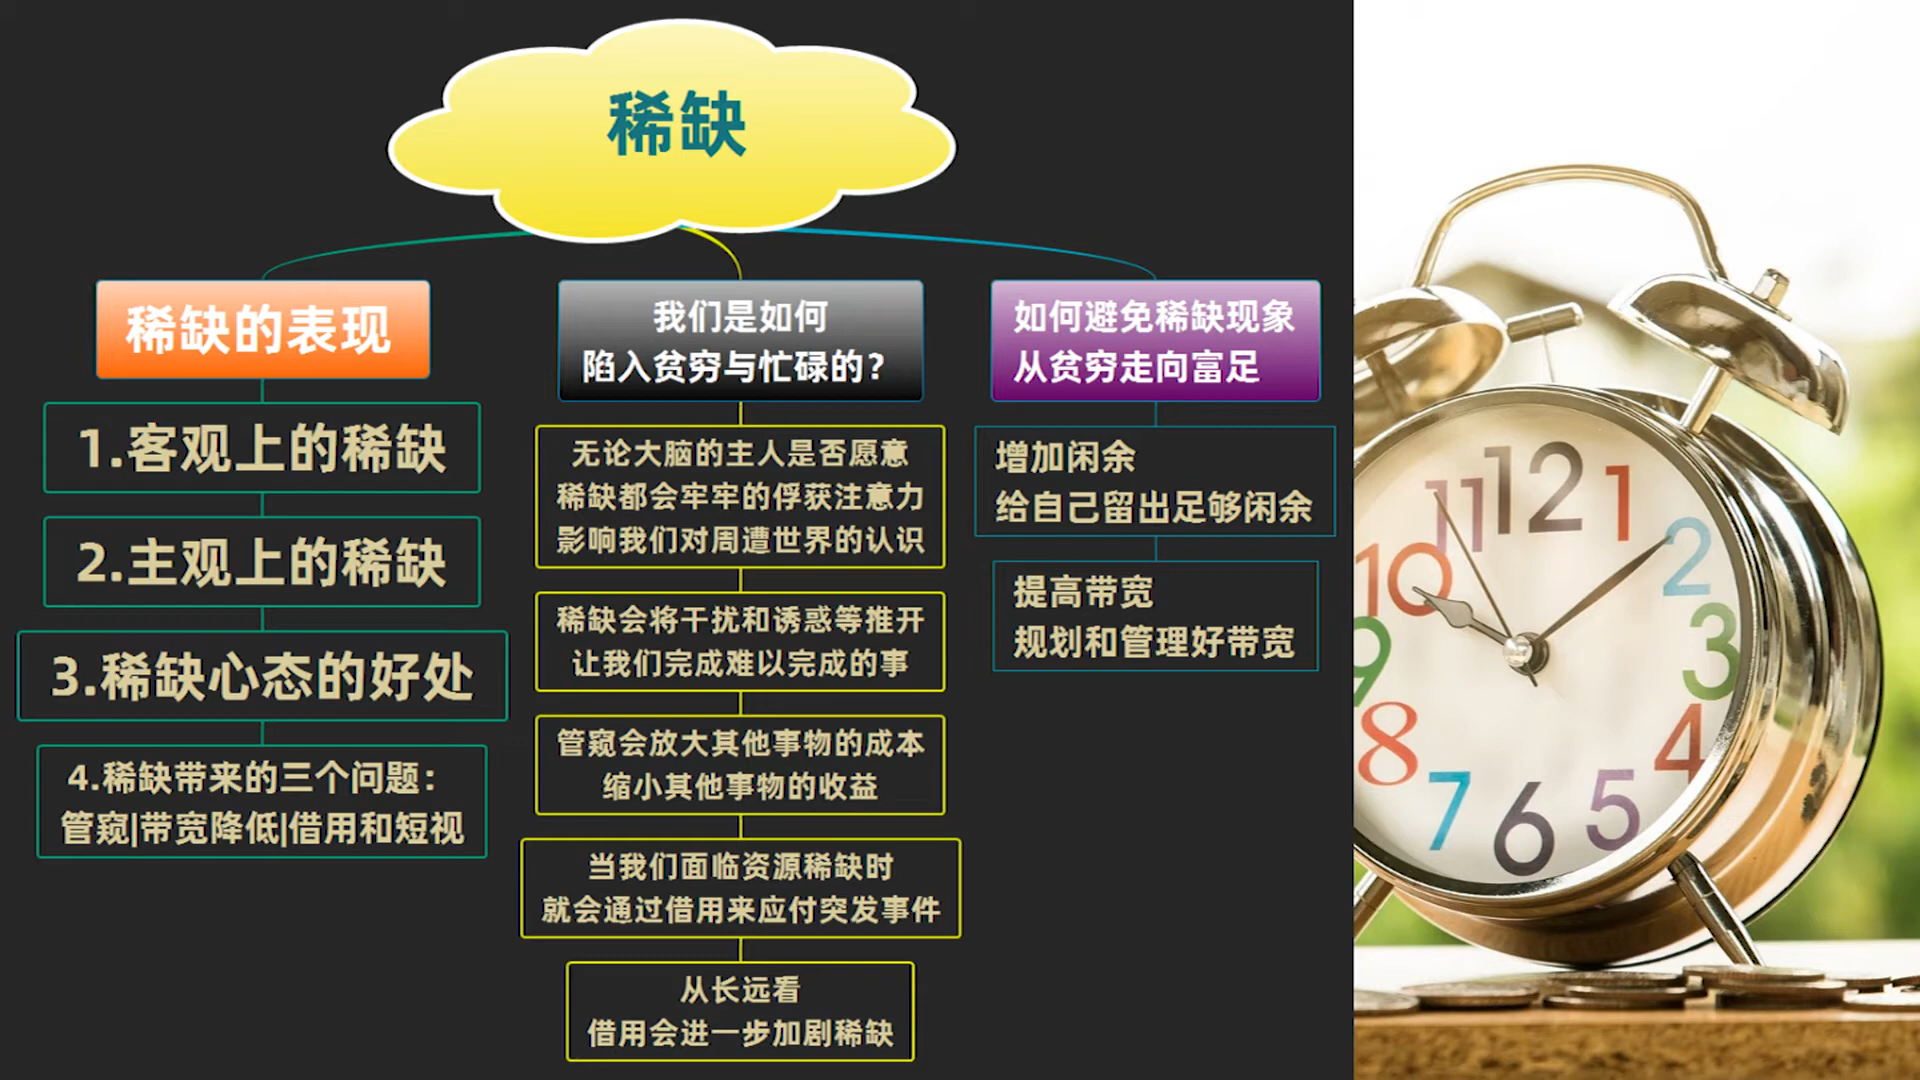 稀缺
稀缺的表现
1.客观上的稀缺
2.主观上的稀缺
3.稀缺心态的好处
4.稀缺带来的三个问题：
管窥|带宽降低|借用和短视
我们是如何
陷入贫穷与忙碌的？
无论大脑的主人是否愿意
稀缺都会牢牢的俘获注意力
影响我们对周遭世界的认识
稀缺会将干扰和诱惑等推开
让我们完成难以完成的事
管窥会放大其他事物的成本
缩小其他事物的收益
当我们面临资源稀缺时
就会通过借用来应付突发事件
从长远看
借用会进一步加剧稀缺
如何避免稀缺现象
从贫穷走向富足
增加闲余
给自己留出足够闲余
提高带宽
规划和管理好带宽
12
1
2
3
4
5
6
7
8
9
10
11